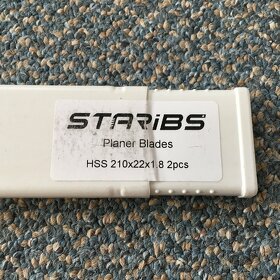 STARiBS
Planer Blades
HSS 210x22x1.8 2pcs